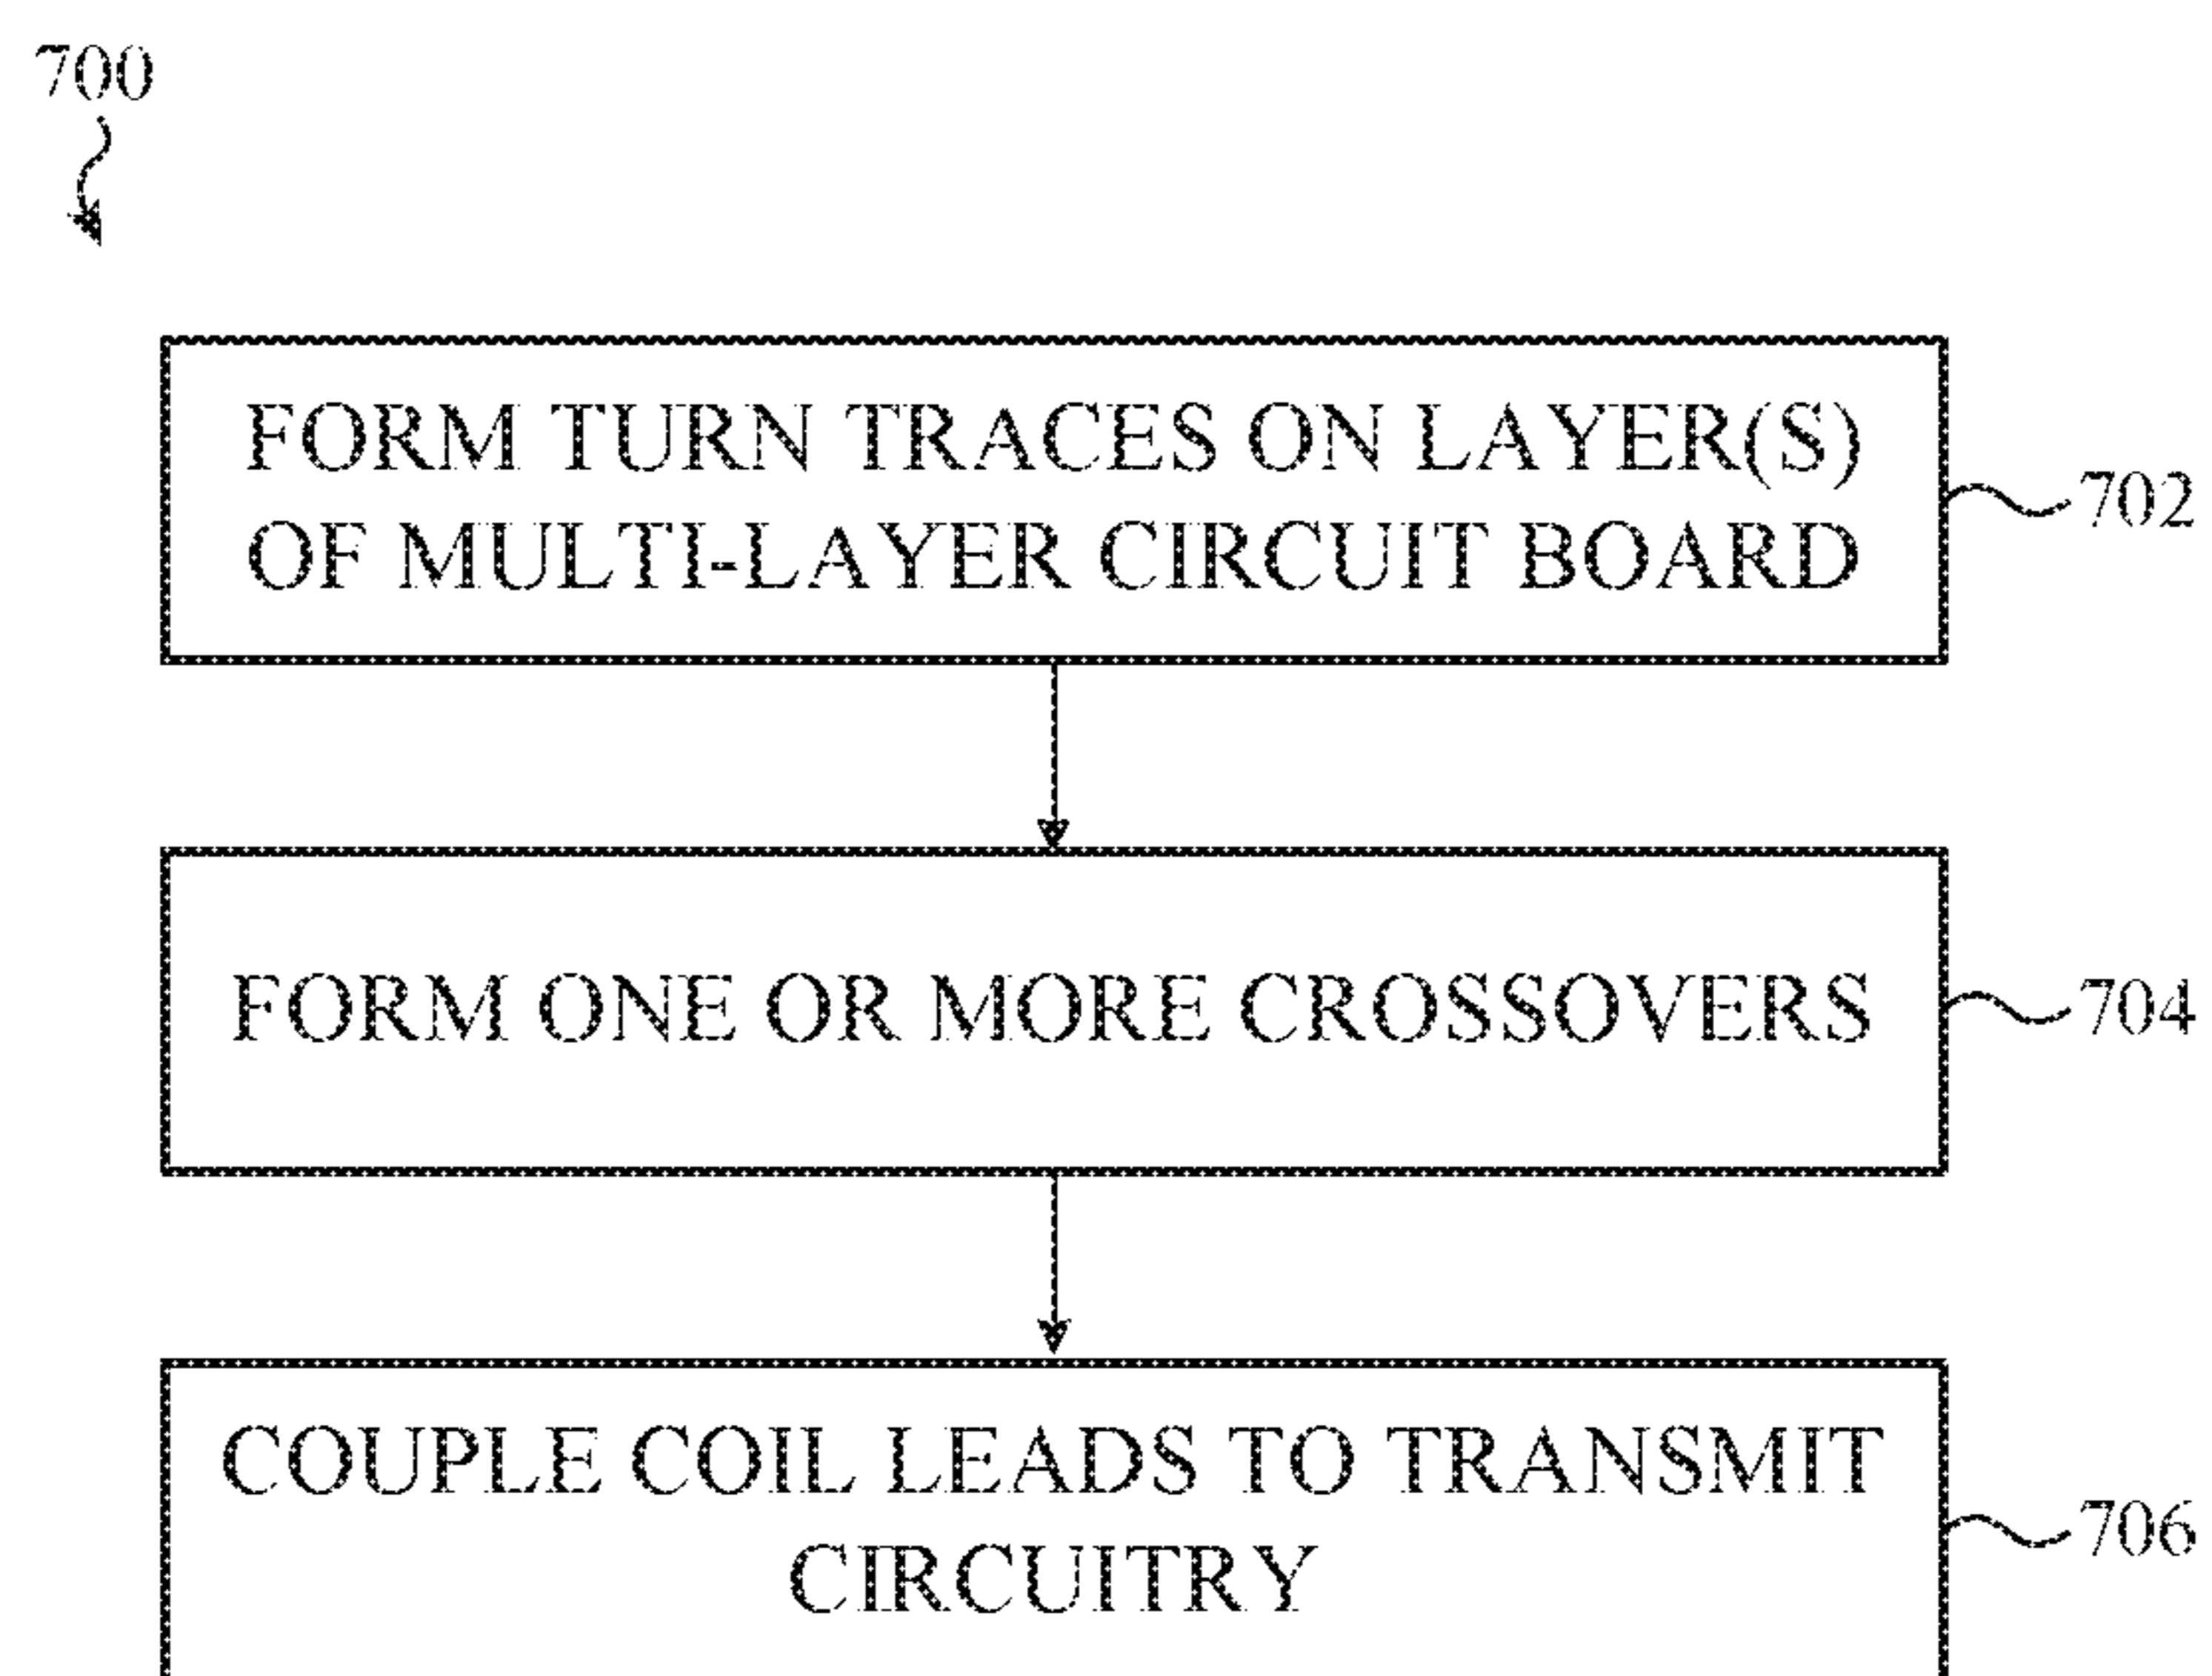 700
FORM TURN TRACES ON LAYER(S)
OF MULTI-LAYER CIRCUIT BOARD
702
FORM ONE OR MORE CROSSOVERS
704
COUPLE COIL LEADS TO TRANSMIT
CIRCUITRY
706